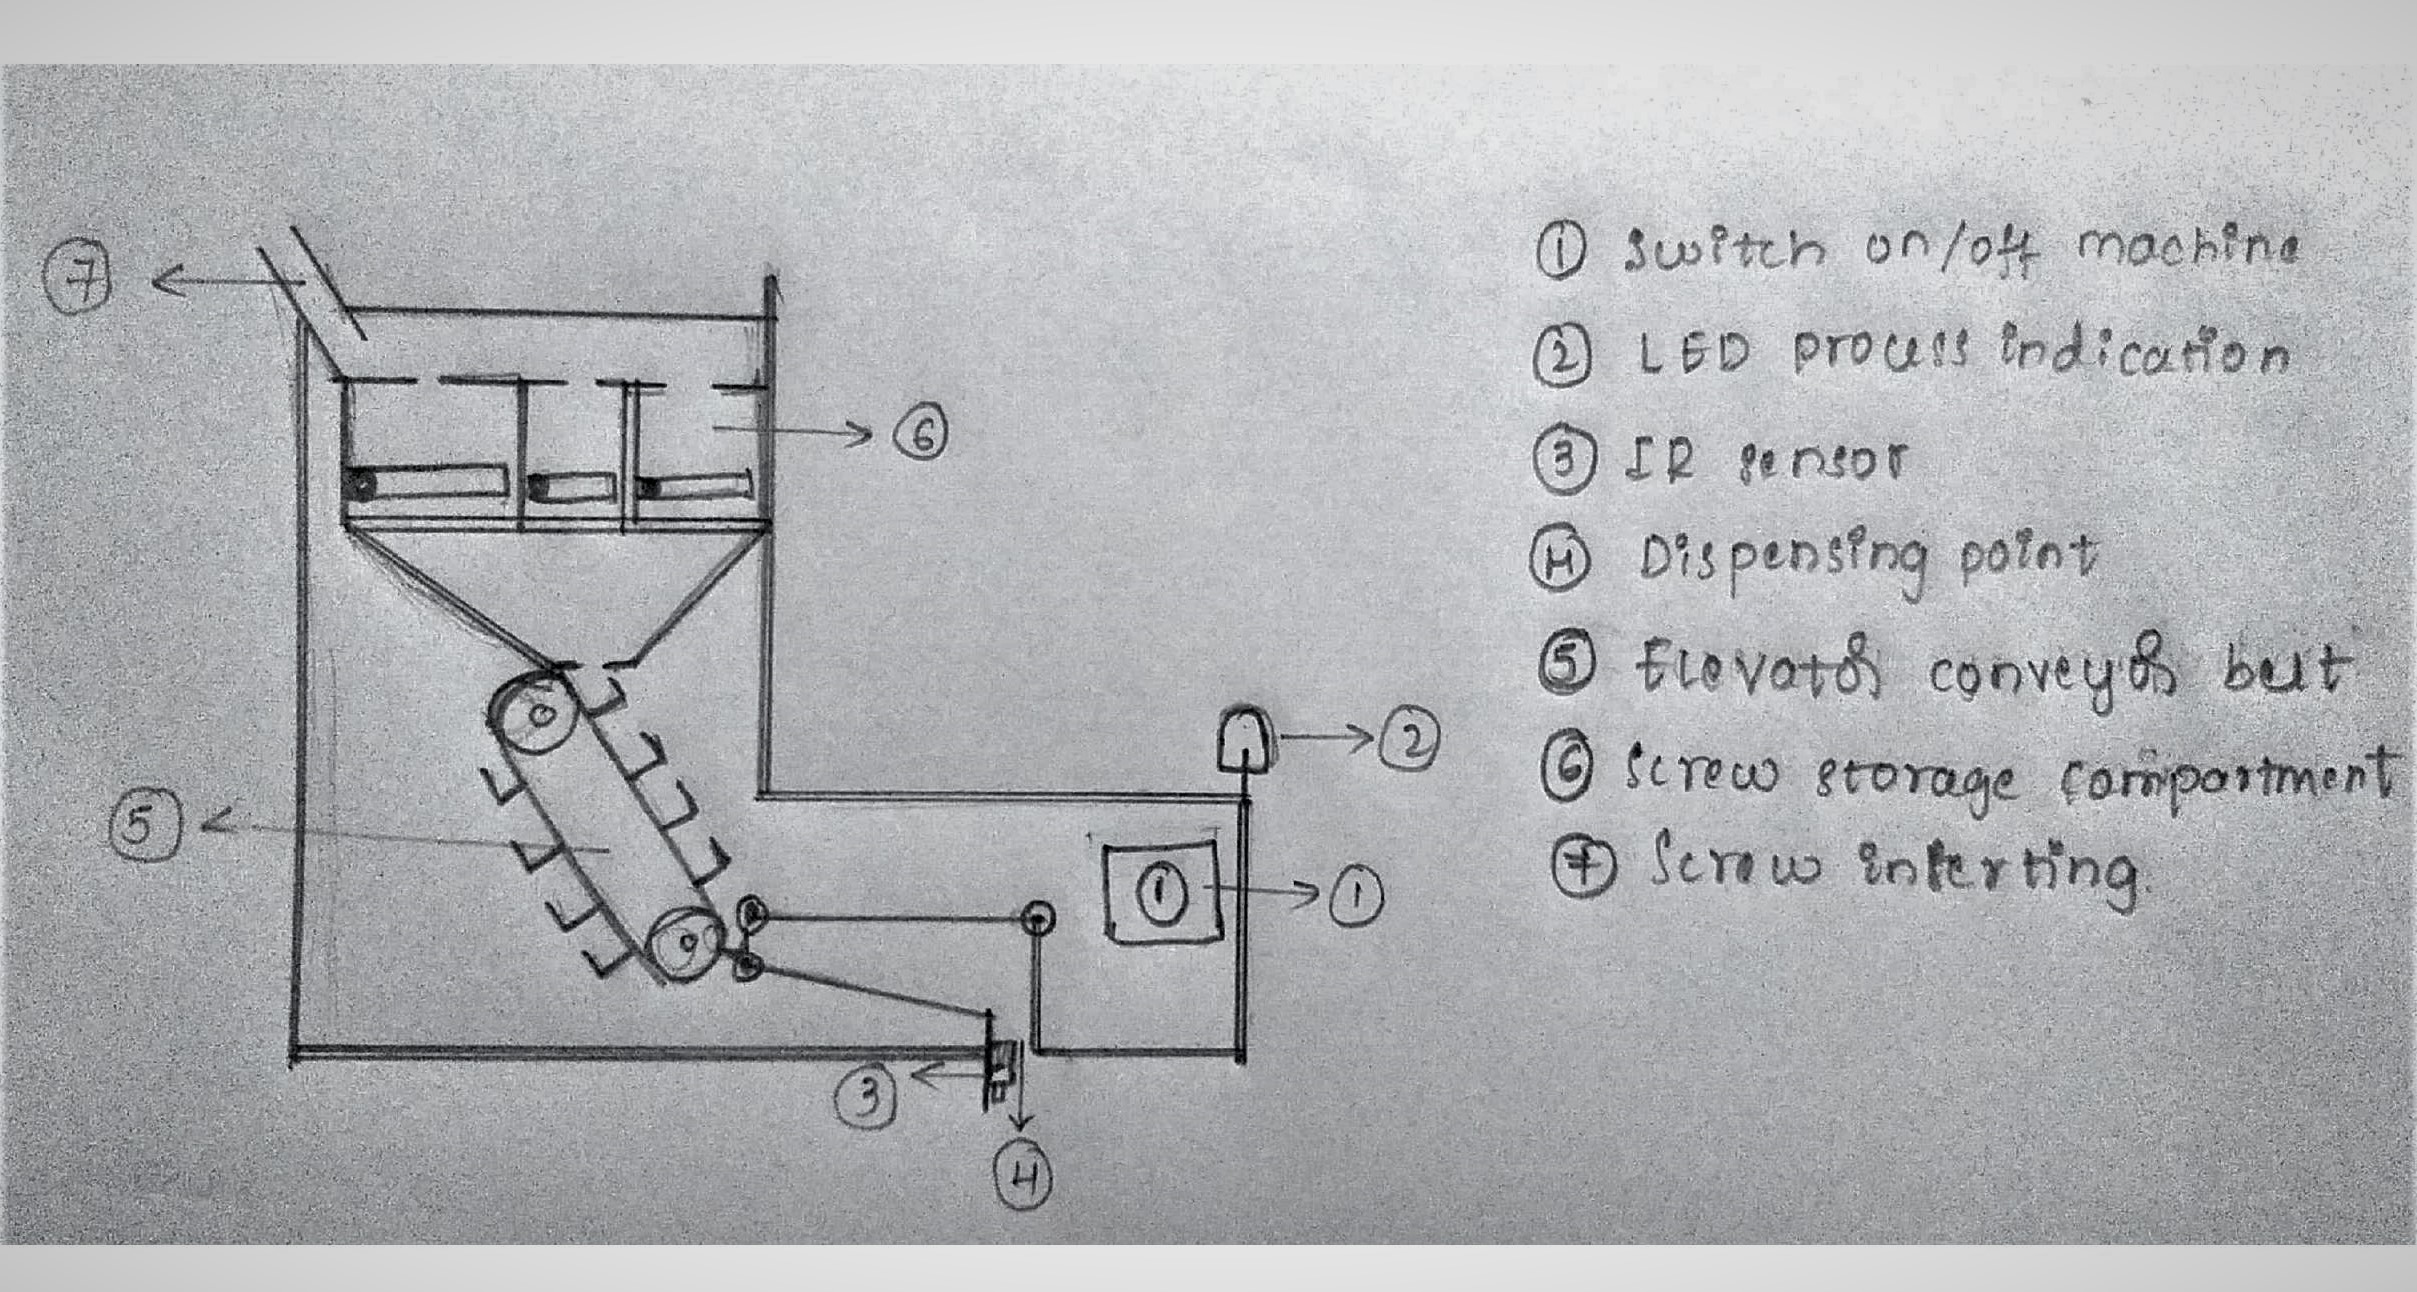 ① Switch on/off machine
② LED process indication
③ IR sensor
④ Dispensing point
⑤ Elevator conveyor belt
⑥ Screw storage compartment
⑦ Screw inserting.
⑦
⑥
⑤
②
①
①
③
④